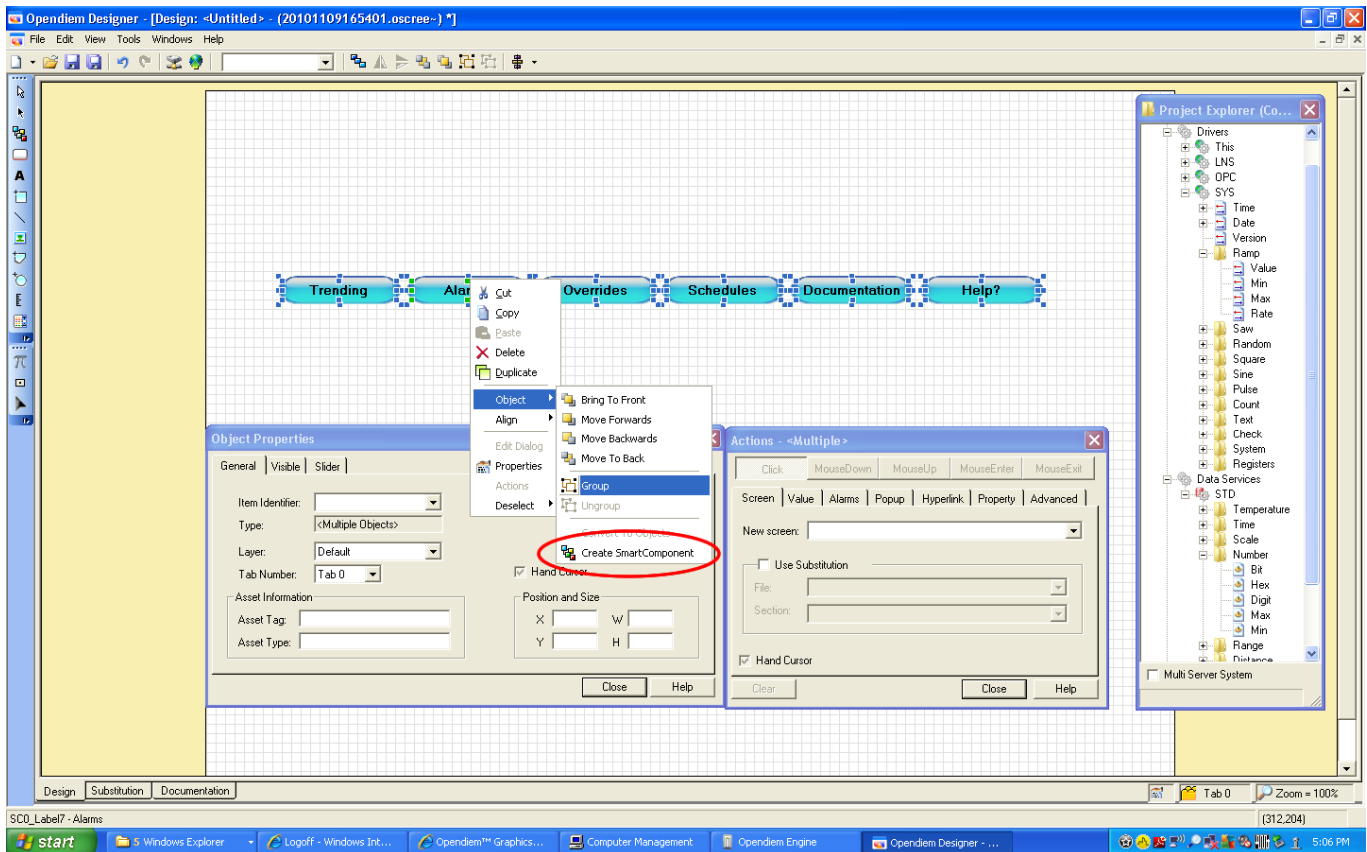 Opendiem Designer - [Design: <Untitled> - (20101109165401.oscree~) *]
File Edit View Tools Windows Help
Project Explorer (Co...
Drivers
This
LNS
OPC
SYS
Time
Date
Version
Ramp
Value
Min
Max
Rate
Saw
Random
Square
Sine
Pulse
Count
Text
Check
System
Registers
Data Services
STD
Temperature
Time
Scale
Number
Bit
Hex
Digit
Max
Min
Range
Distance
Multi Server System
Trending Alar Overrides Schedules Documentation Help?
Cut
Copy
Paste
Delete
Duplicate
Object
Align
Edit Dialog
Properties
Actions
Deselect
Bring To Front
Move Forwards
Move Backwards
Move To Back
Group
Ungroup
Convert To Objects
Create SmartComponent
Object Properties
General Visible Slider
Item Identifier:
Type: <Multiple Objects>
Layer: Default
Tab Number: Tab 0
Hand Cursor
Asset Information
Asset Tag:
Asset Type:
Position and Size
X W
Y H
Close Help
Actions - <Multiple>
Click MouseDown MouseUp MouseEnter MouseExit
Screen Value Alarms Popup Hyperlink Property Advanced
New screen:
Use Substitution
File:
Section:
Hand Cursor
Clear Close Help
Design Substitution Documentation
Tab 0 Zoom = 100%
SC0_Label7 - Alarms (312,204)
start 5 Windows Explorer Logoff - Windows Int... Opendiem™ Graphics... Computer Management Opendiem Engine Opendiem Designer - ... 5:06 PM